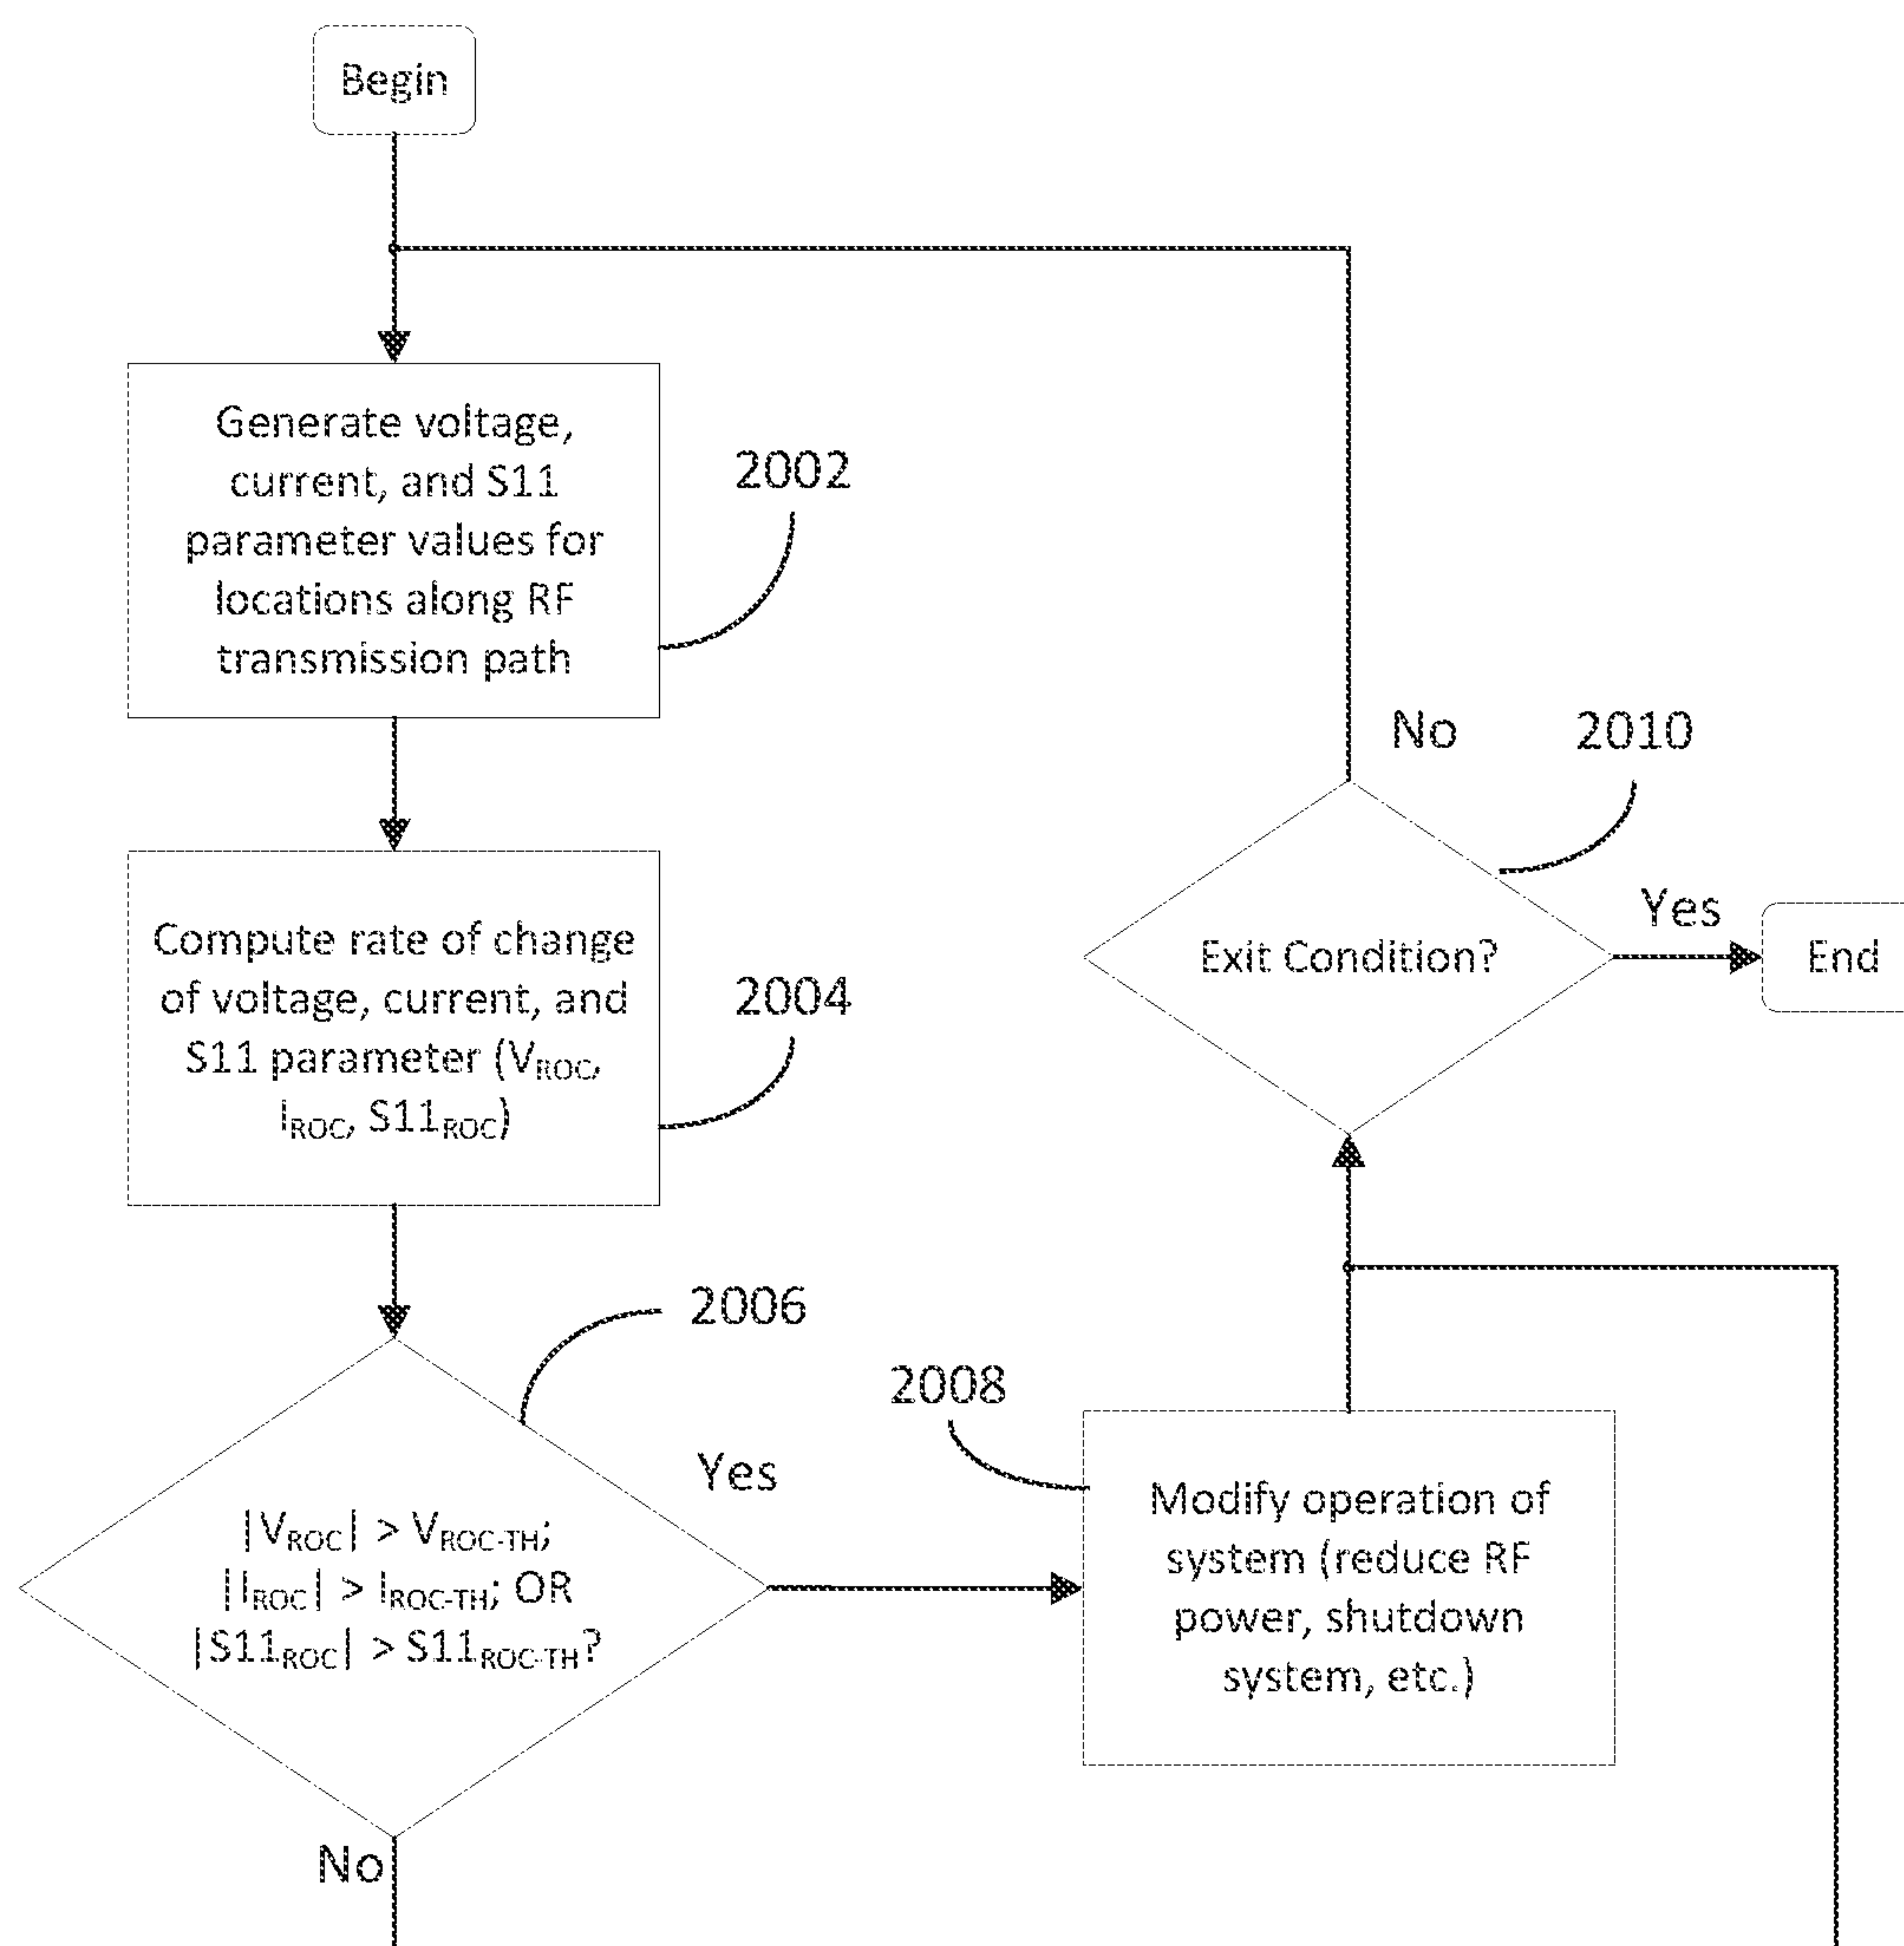 Begin
Generate voltage,
current, and S11
parameter values for
locations along RF
transmission path
2002
Compute rate of change
of voltage, current, and
S11 parameter (VROC,
IROC, S11ROC)
2004
2006
|VROC| > VROC-TH;
|IROC| > IROC-TH; OR
|S11ROC| > S11ROC-TH?
Yes
No
2008
Modify operation of
system (reduce RF
power, shutdown
system, etc.)
No
2010
Exit Condition?
Yes
End